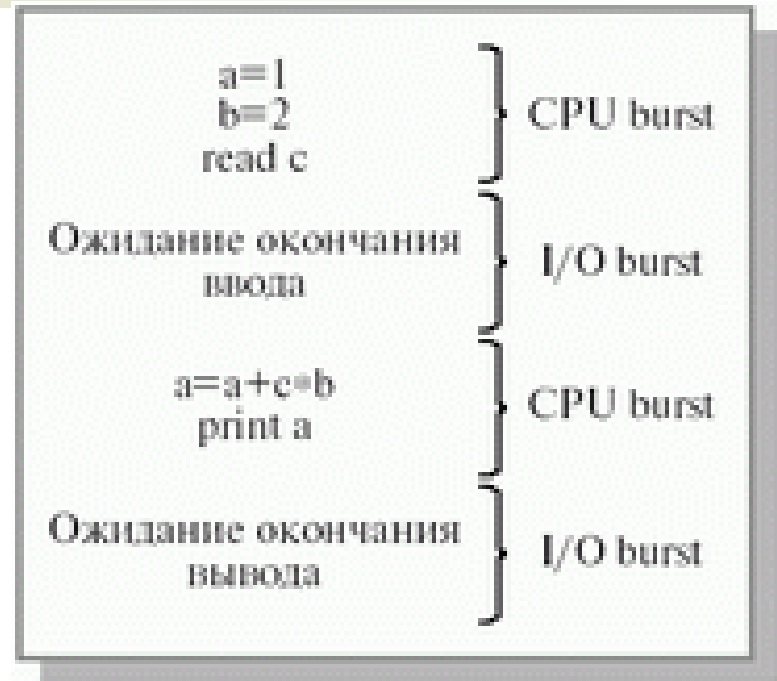 a=1
b=2
read c
CPU burst
Ожидание окончания
ввода
I/O burst
a=a+c*b
print a
CPU burst
Ожидание окончания
вывода
I/O burst